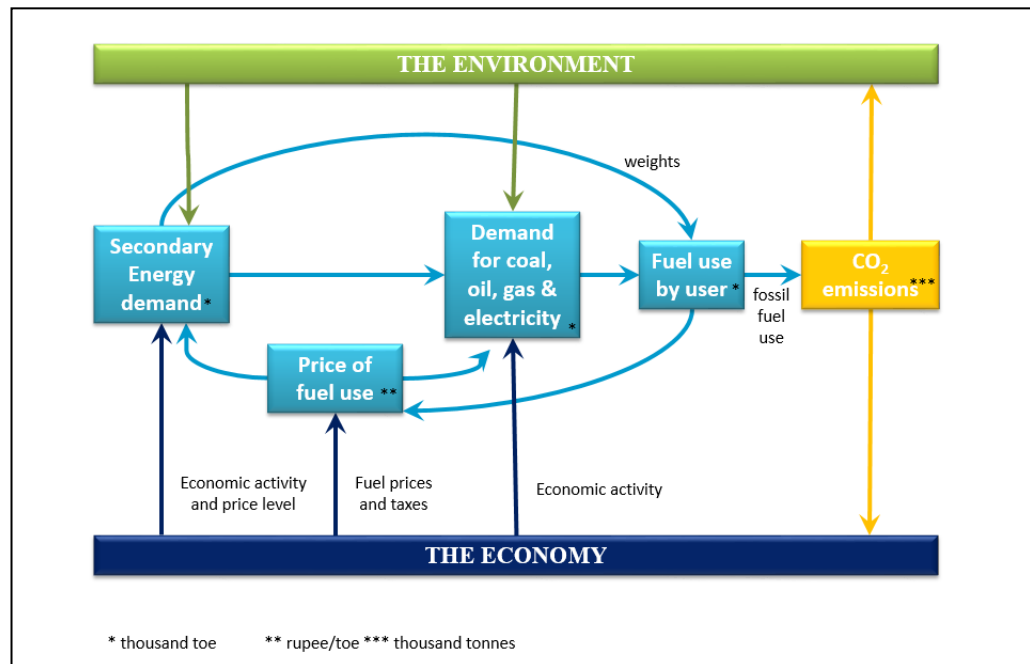 THE ENVIRONMENT
weights
Secondary
Energy
demand*
Demand
for coal,
oil, gas &
electricity *
Fuel use
by user *
fossil
fuel
use
CO₂
emissions***
Price of
fuel use **
Economic activity
and price level
Fuel prices
and taxes
Economic activity
THE ECONOMY
* thousand toe ** rupee/toe *** thousand tonnes